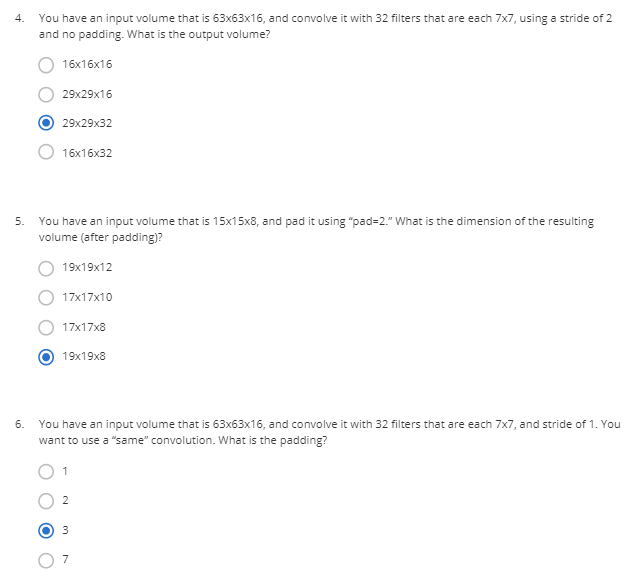 4. You have an input volume that is 63x63x16, and convolve it with 32 filters that are each 7x7, using a stride of 2
and no padding. What is the output volume?
16x16x16
29x29x16
29x29x32
16x16x32
5. You have an input volume that is 15x15x8, and pad it using "pad=2." What is the dimension of the resulting
volume (after padding)?
19x19x12
17x17x10
17x17x8
19x19x8
6. You have an input volume that is 63x63x16, and convolve it with 32 filters that are each 7x7, and stride of 1. You
want to use a "same" convolution. What is the padding?
1
2
3
7